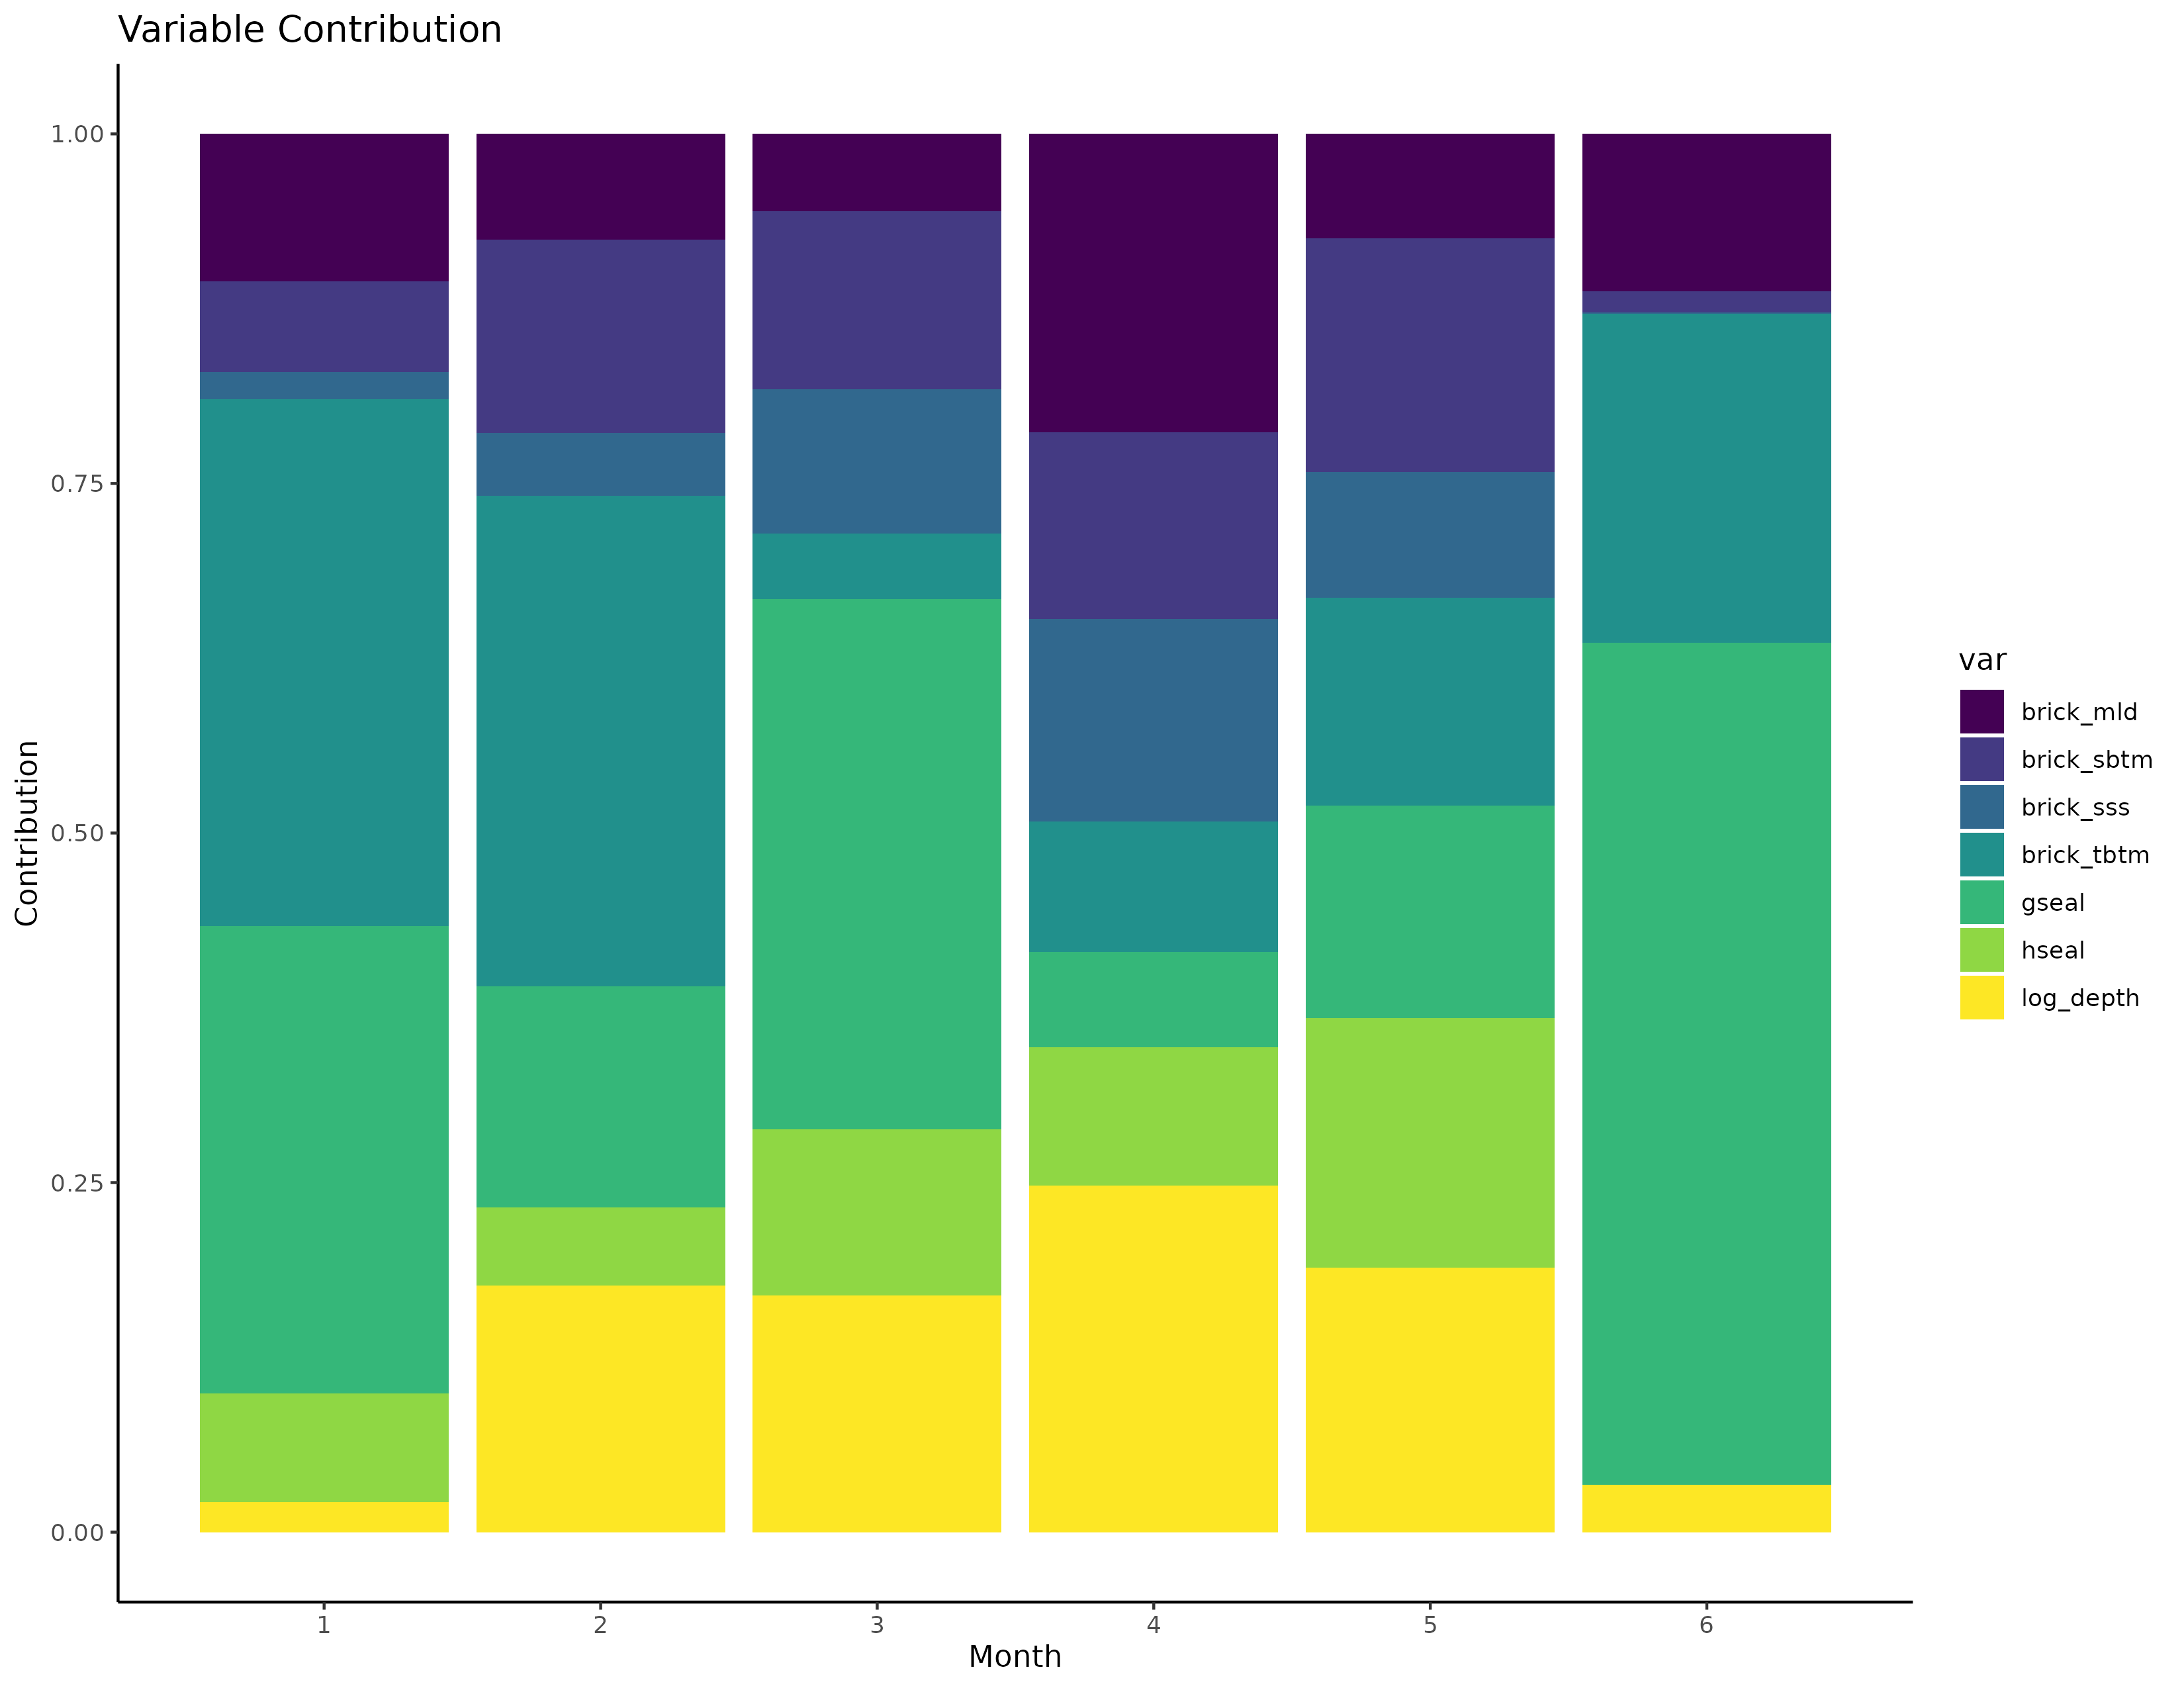 Variable Contribution
1.00
0.75
0.50
0.25
0.00
Contribution
1 2 3 4 5 6
Month
var
brick_mld
brick_sbtm
brick_sss
brick_tbtm
gseal
hseal
log_depth